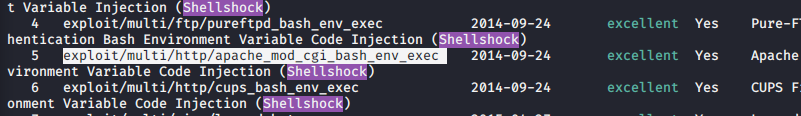 t Variable Injection (Shellshock)
4 exploit/multi/ftp/pureftpd_bash_env_exec 2014-09-24 excellent Yes Pure-F
hentication Bash Environment Variable Code Injection (Shellshock)
5 exploit/multi/http/apache_mod_cgi_bash_env_exec 2014-09-24 excellent Yes Apache
vironment Variable Code Injection (Shellshock)
6 exploit/multi/http/cups_bash_env_exec 2014-09-24 excellent Yes CUPS F
onment Variable Code Injection (Shellshock)